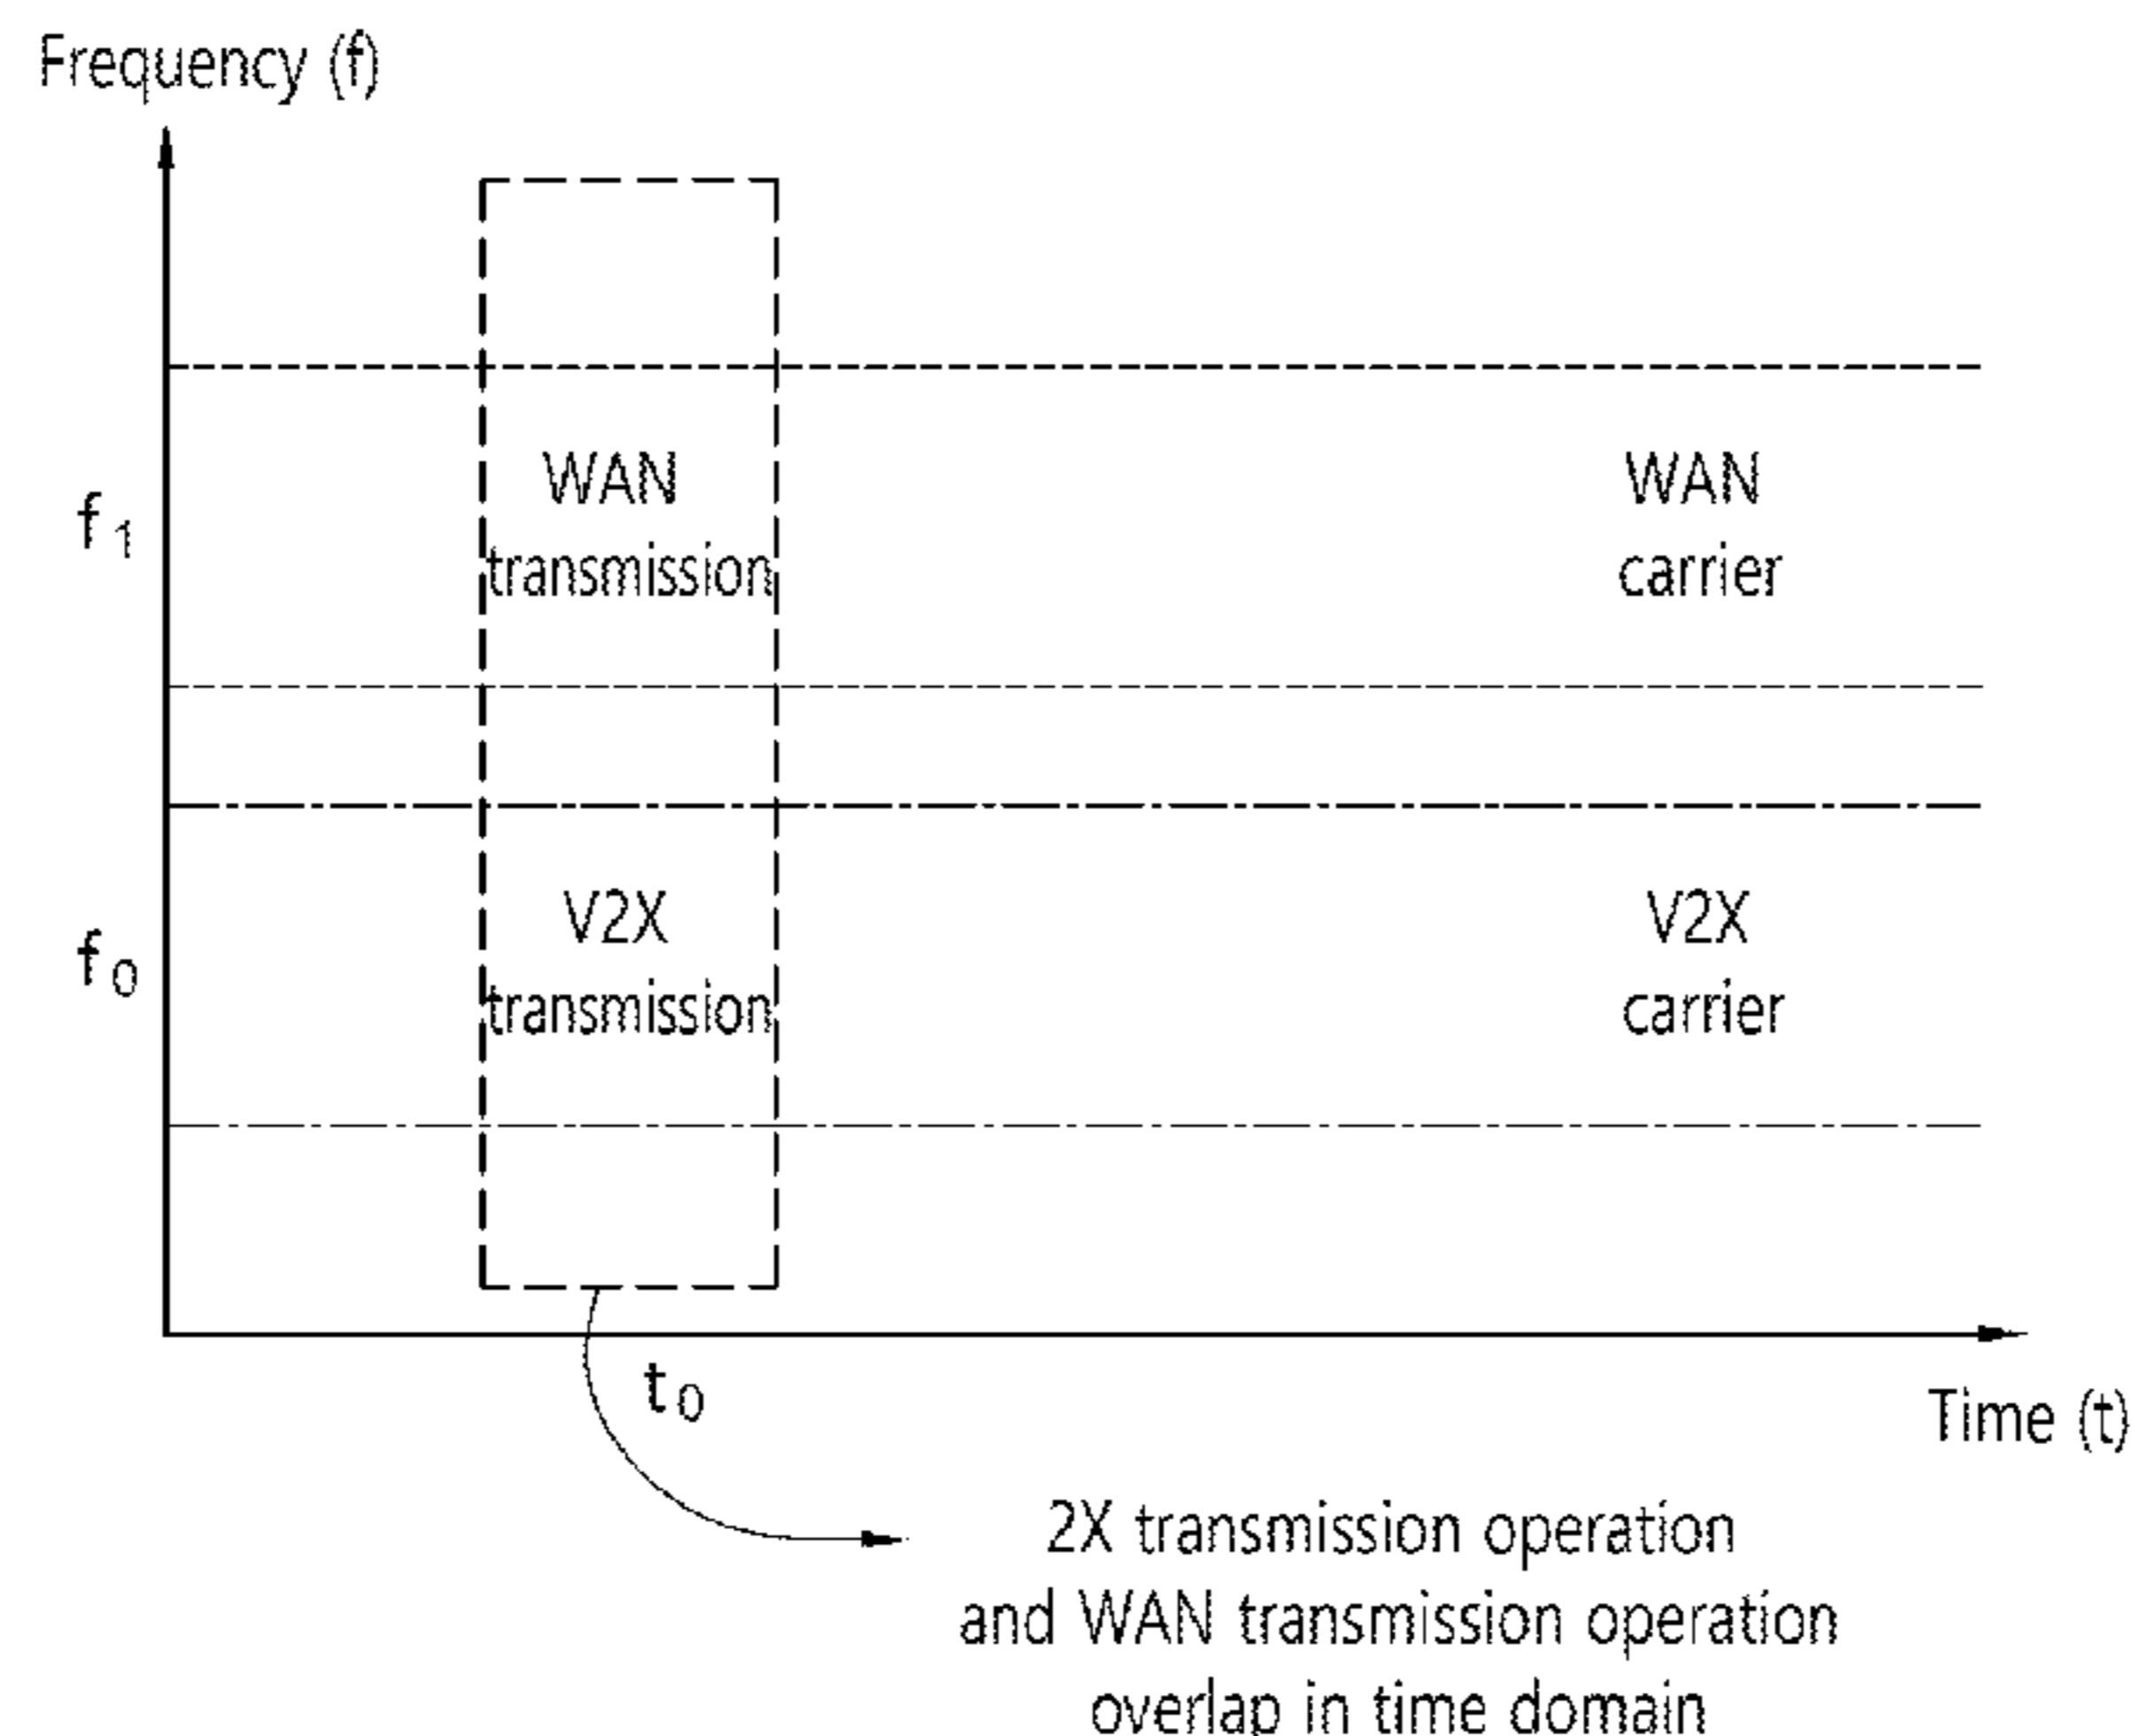 Frequency (f)
WAN
transmission
WAN
carrier
f1
V2X
transmission
V2X
carrier
f0
t0
Time (t)
2X transmission operation
and WAN transmission operation
overlap in time domain